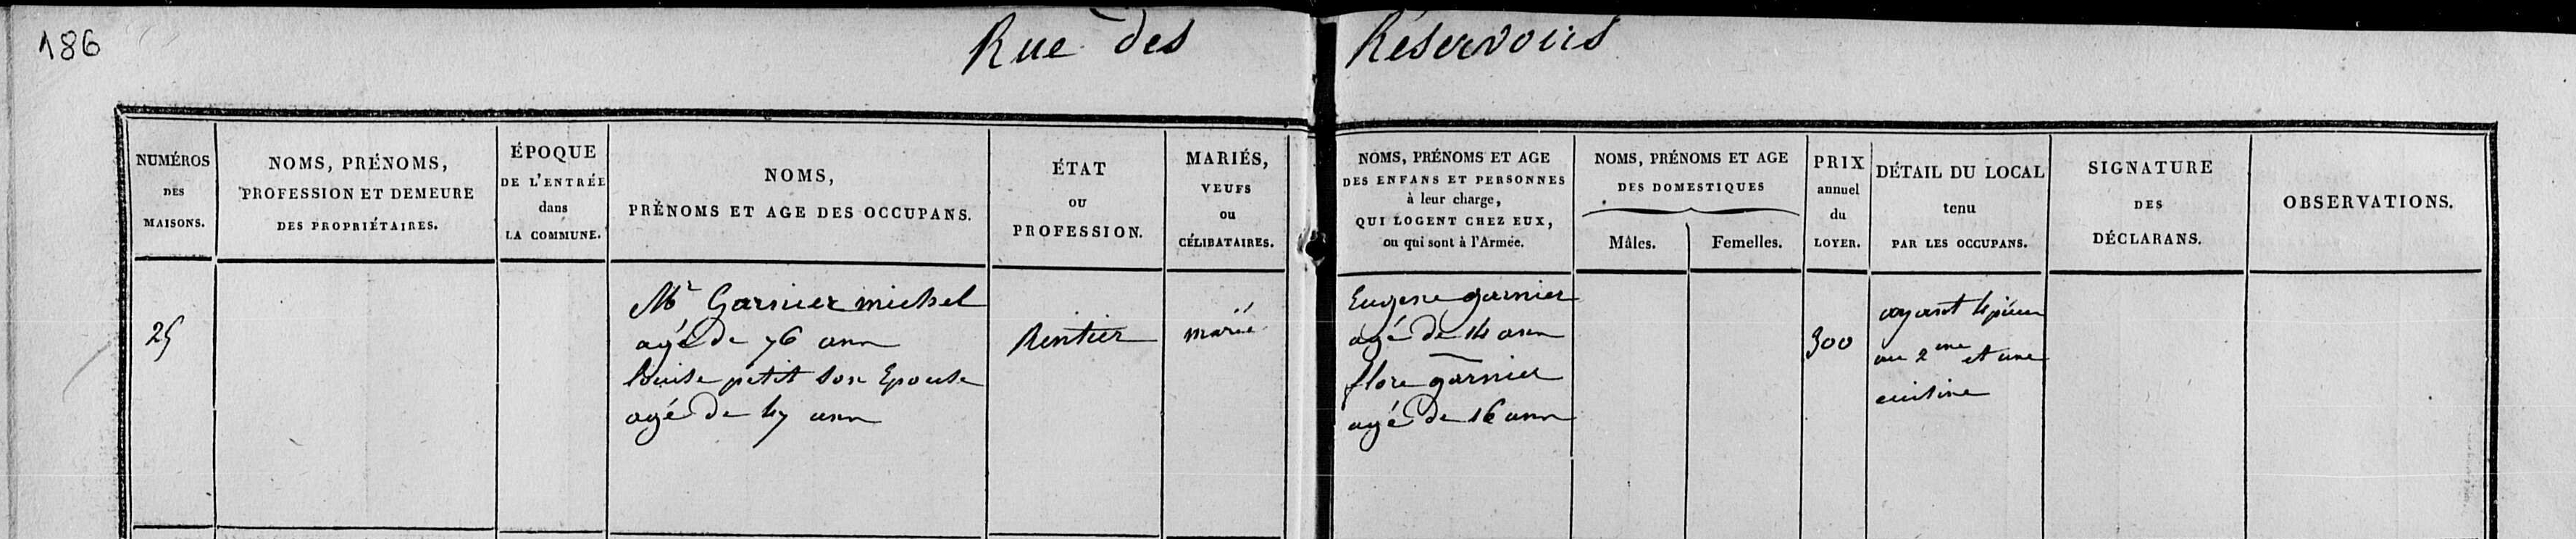 186
Rue des Réservoirs
NUMÉROS
DES
MAISONS.
NOMS, PRÉNOMS,
PROFESSION ET DEMEURE
DES PROPRIÉTAIRES.
ÉPOQUE
DE L'ENTRÉE
dans
LA COMMUNE.
NOMS,
PRÉNOMS ET AGE DES OCCUPANS.
ÉTAT
OU
PROFESSION.
MARIÉS,
VEUFS
ou
CÉLIBATAIRES.
NOMS, PRÉNOMS ET AGE
DES ENFANS ET PERSONNES
à leur charge,
QUI LOGENT CHEZ EUX,
ou qui sont à l'Armée.
NOMS, PRÉNOMS ET AGE
DES DOMESTIQUES
Mâles.
Femelles.
PRIX
annuel
du
LOYER.
DÉTAIL DU LOCAL
tenu
PAR LES OCCUPANS.
SIGNATURE
DES
DÉCLARANS.
OBSERVATIONS.
25
Mr Garnier michel
agé de 76 ans
louise petit son Epouse
agé de 47 ans
Rentier
marié
Eugene garnier
agé de 14 ans
flore garnier
agé de 16 ans
300
ayant 4 pièces
au 2me et une
cuisine